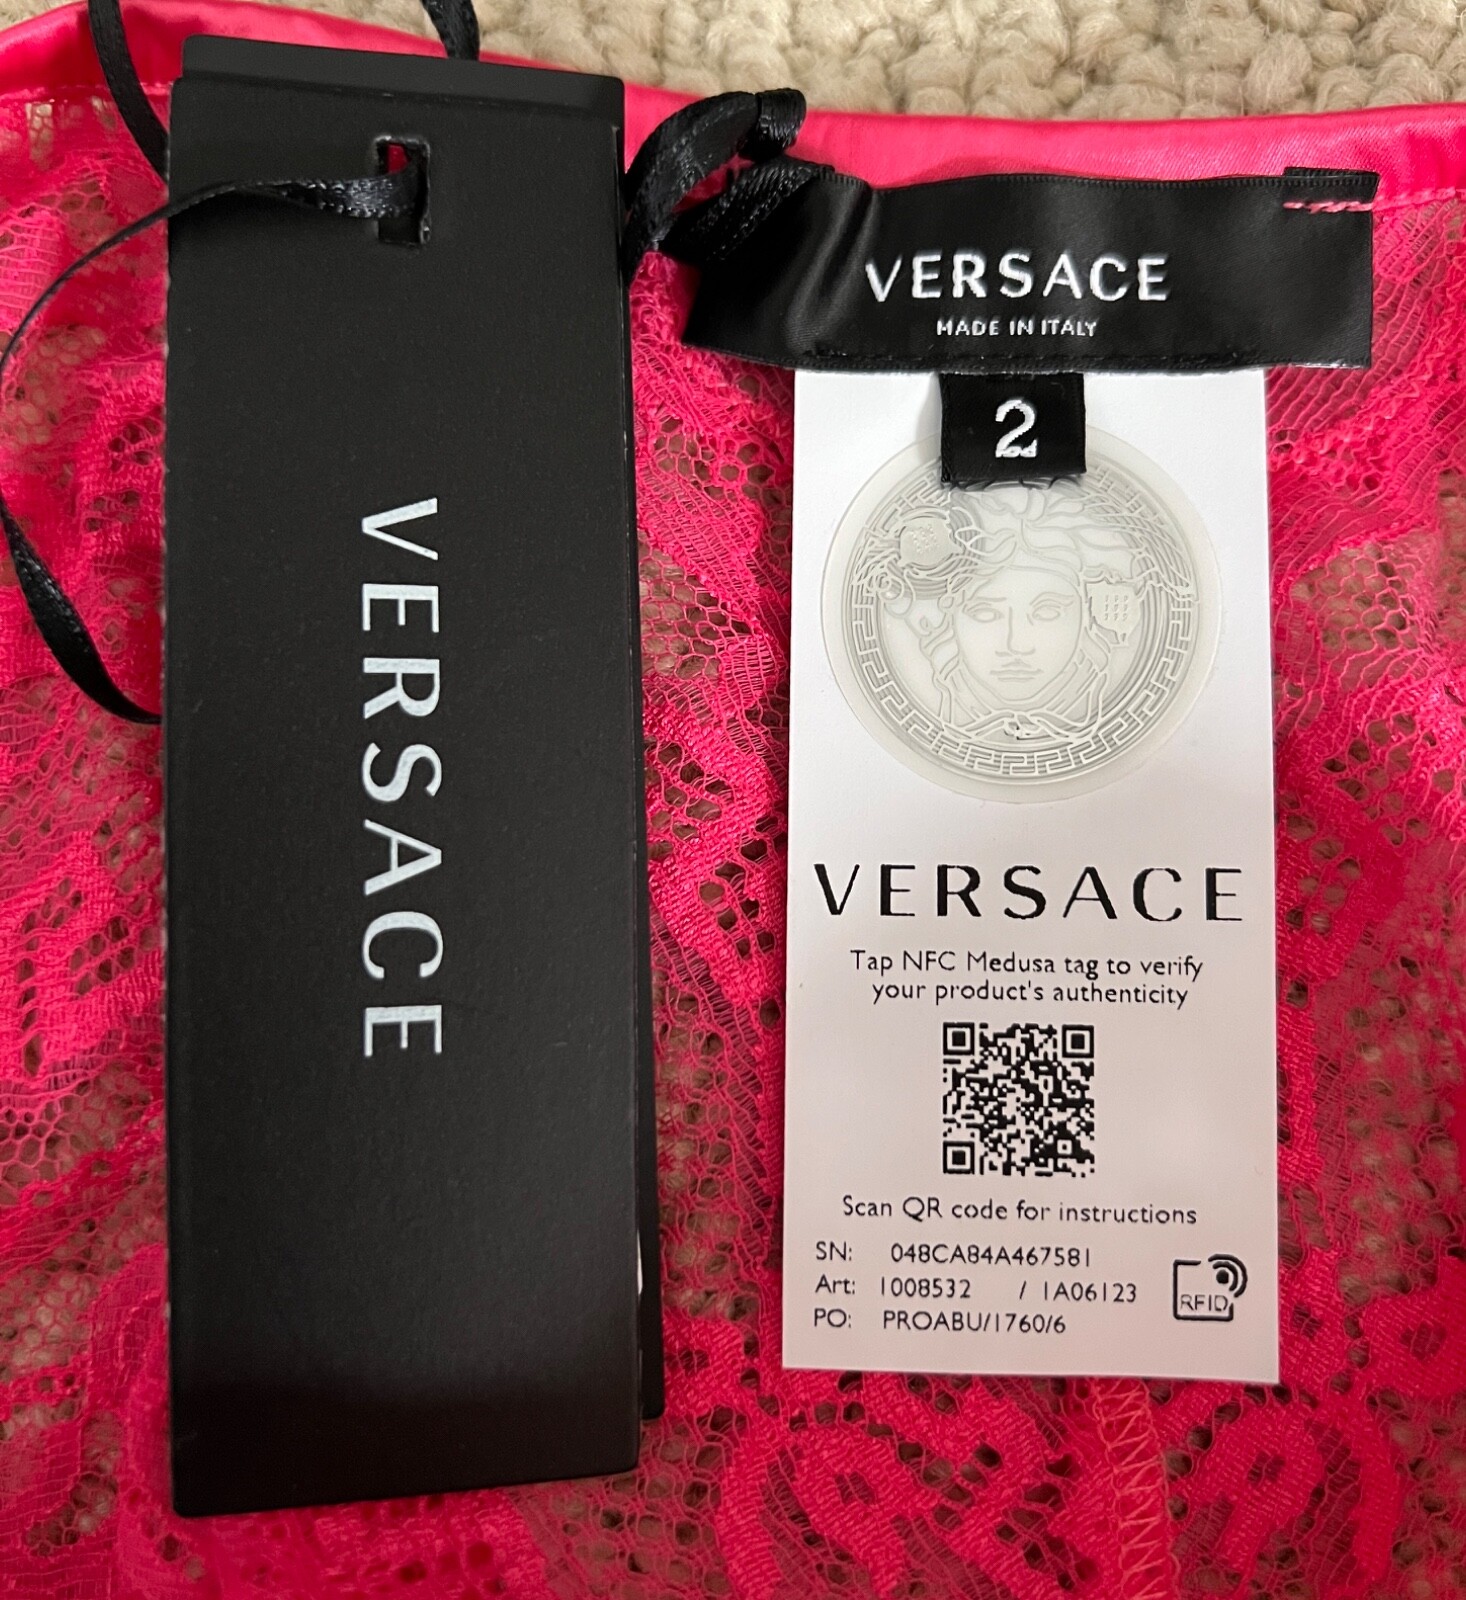 VERSACE
VERSACE
MADE IN ITALY
2
VERSACE
Tap NFC Medusa tag to verify
your product's authenticity
Scan QR code for instructions
SN: 048CA84A467581
Art: 1008532 / 1A06123
PO: PROABU/1760/6
RFID